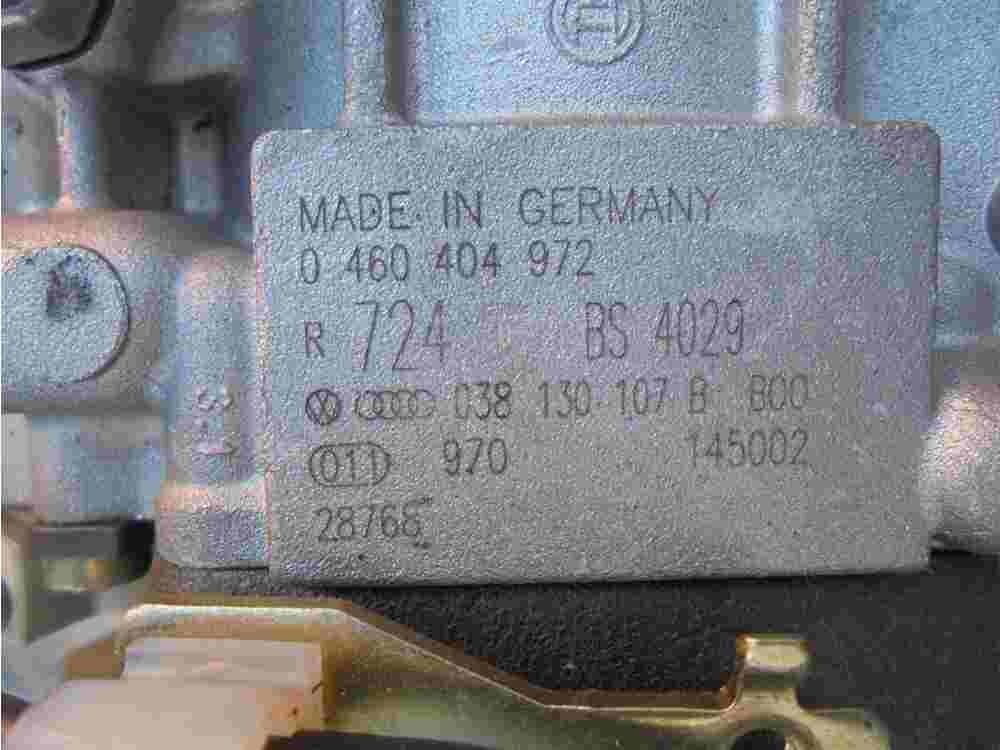 MADE IN GERMANY
0 460 404 972
R 724 BS 4029
038 130 107 B B00
011 970 145002
28768